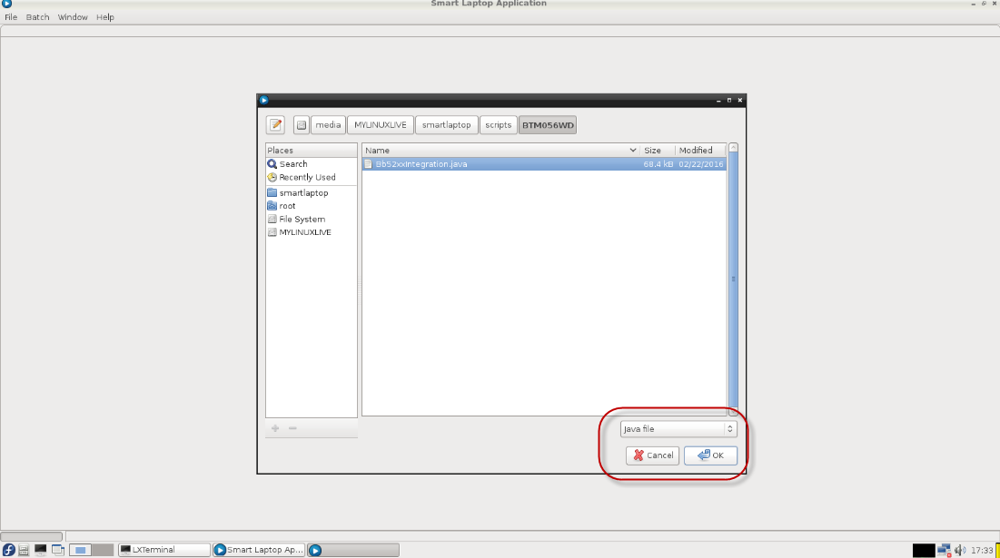 Smart Laptop Application
File Batch Window Help
media MYLINUXLIVE smartlaptop scripts BTM056WD
Places
Name Size Modified
Search
Bb52xxIntegration.java 68.4 kB 02/22/2016
Recently Used
smartlaptop
root
File System
MYLINUXLIVE
Java file
Cancel OK
LXTerminal Smart Laptop Ap... 17:33